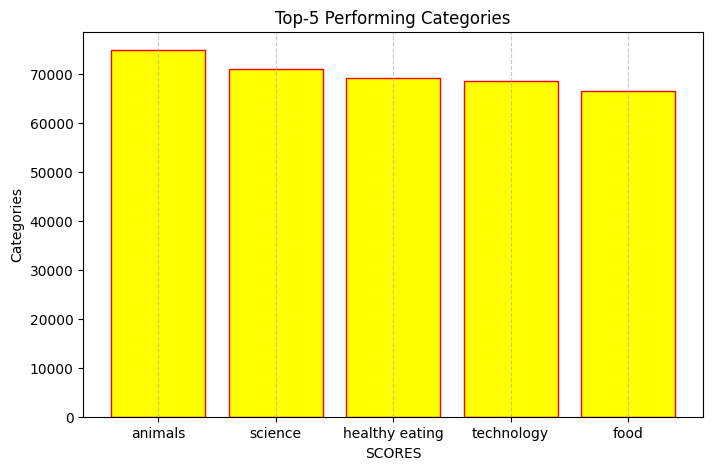 Top-5 Performing Categories
Categories
70000
60000
50000
40000
30000
20000
10000
0
animals science healthy eating technology food
SCORES